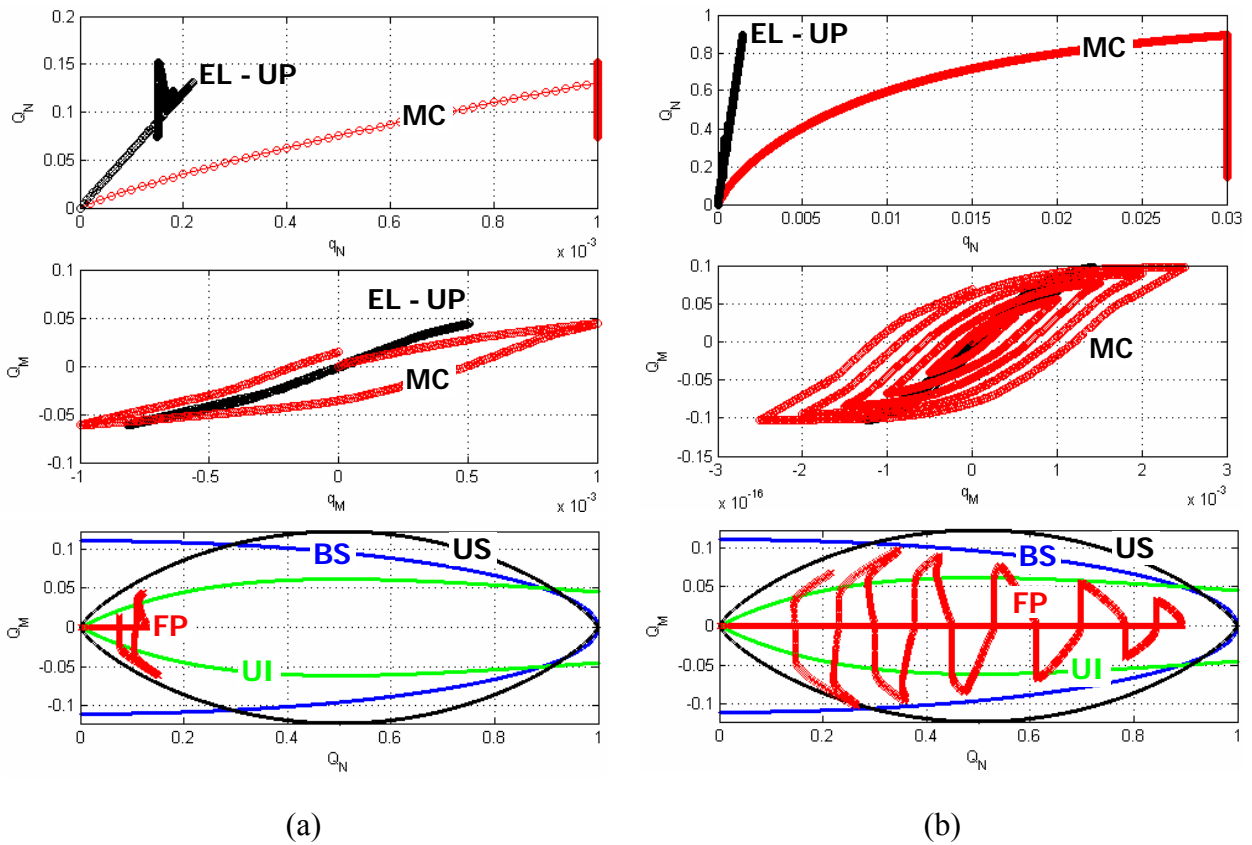 0.2
0.15
0.1
0.05
0
Q_N
EL - UP
MC
0 0.2 0.4 0.6 0.8 1
q_N
x 10^-3
0.1
0.05
0
-0.05
-0.1
Q_M
EL - UP
MC
-1 -0.5 0 0.5 1
q_M
x 10^-3
0.1
0.05
0
-0.05
-0.1
Q_M
BS
US
FP
UI
0 0.2 0.4 0.6 0.8 1
Q_N
(a)
1
0.8
0.6
0.4
0.2
0
Q_N
EL - UP
MC
0 0.005 0.01 0.015 0.02 0.025 0.03
q_N
0.1
0.05
0
-0.05
-0.1
-0.15
Q_M
MC
-3 -2 -1 0 1 2 3
x 10^-16
q_M
x 10^-3
0.1
0.05
0
-0.05
-0.1
Q_M
BS
US
FP
UI
0 0.2 0.4 0.6 0.8 1
Q_N
(b)